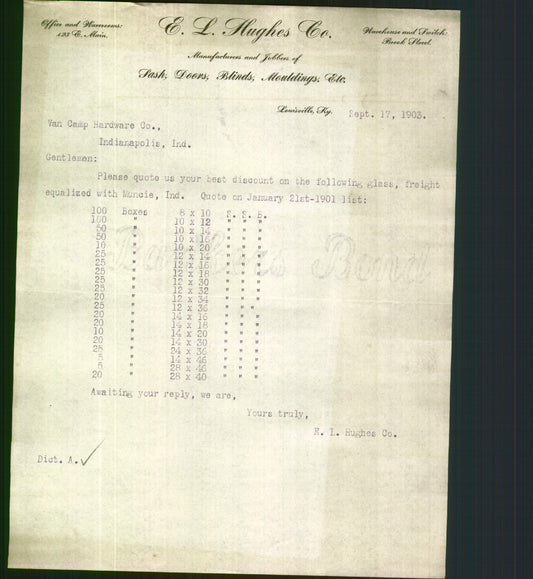 Office and Warerooms:
433 E. Main.
E. L. Hughes Co.
Warehouse and Switch:
Brook Street.
Manufacturers and Jobbers of
Sash, Doors, Blinds, Mouldings, Etc.
Louisville, Ky. Sept. 17, 1903.
Van Camp Hardware Co.,
Indianapolis, Ind.
Gentlemen:
Please quote us your best discount on the following glass, freight
equalized with Muncie, Ind. Quote on January 21st-1901 list:
100 Boxes 8 x 10 S. S. B.
100 " 10 x 12 " " "
50 " 10 x 14 " " "
50 " 10 x 16 " " "
10 " 10 x 20 " " "
25 " 12 x 14 " " "
25 " 12 x 16 " " "
25 " 12 x 18 " " "
25 " 12 x 30 " " "
25 " 12 x 32 " " "
20 " 12 x 34 " " "
25 " 12 x 36 " " "
20 " 14 x 16 " " "
20 " 14 x 18 " " "
10 " 14 x 20 " " "
20 " 14 x 30 " " "
25 " 24 x 36 " " "
5 " 14 x 46 " " "
5 " 28 x 46 " " "
20 " 28 x 40 " " "
Awaiting your reply, we are,
Yours truly,
E. L. Hughes Co.
Dict. A.